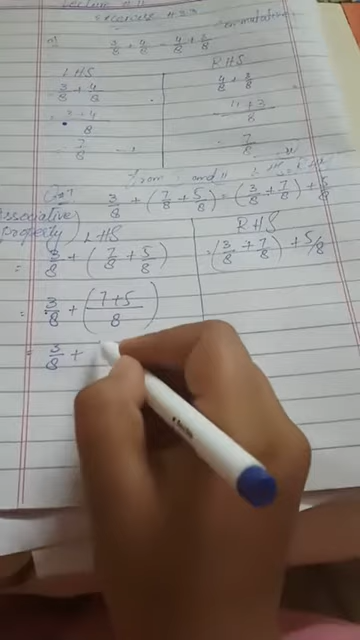 Exercise #
Commutative
3/8 + 4/8 = 4/8 + 3/8
LHS RHS
3/8 + 4/8 4/8 + 3/8
= 3+4/8 = 4+3/8
= 7/8 = 7/8
from i and ii LHS = RHS
3/8 + (7/8 + 5/8) = (3/8 + 7/8) + 5/8
Associative
property) LHS RHS
= 3/8 + (7/8 + 5/8) (3/8 + 7/8) + 5/8
= 3/8 + (7+5/8)
= 3/8 +